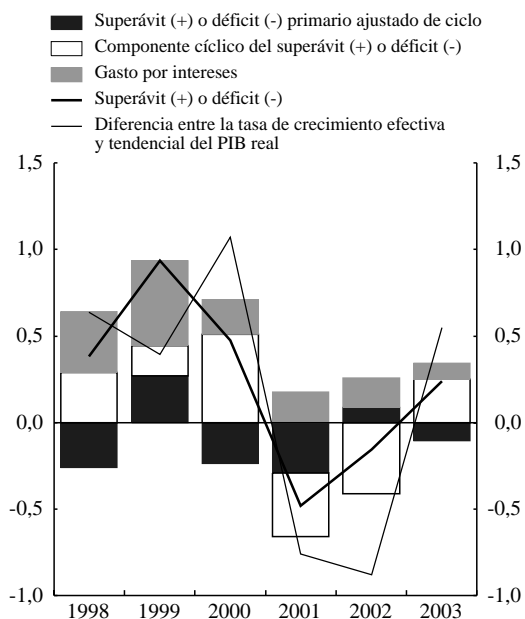 Superávit (+) o déficit (-) primario ajustado de ciclo
Componente cíclico del superávit (+) o déficit (-)
Gasto por intereses
Superávit (+) o déficit (-)
Diferencia entre la tasa de crecimiento efectiva
y tendencial del PIB real
1,5 1,5
1,0 1,0
0,5 0,5
0,0 0,0
-0,5 -0,5
-1,0 -1,0
1998 1999 2000 2001 2002 2003